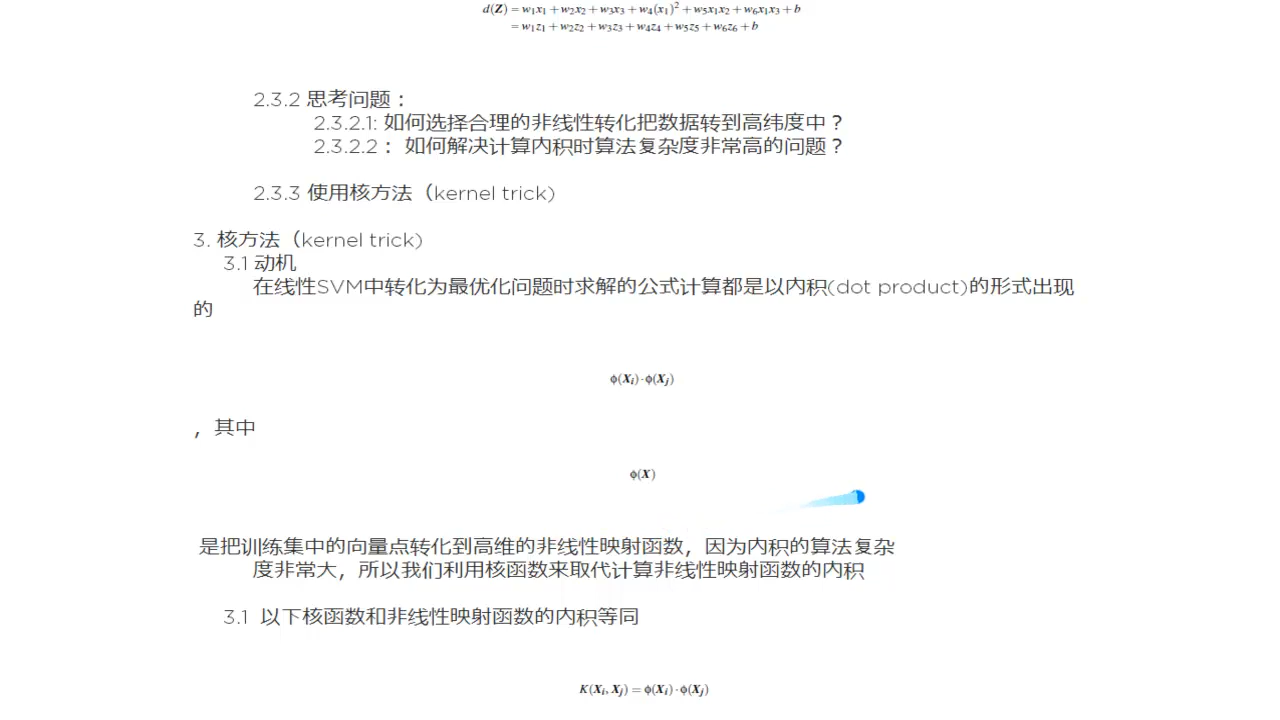 d(Z) = w₁x₁ + w₂x₂ + w₃x₃ + w₄(x₁)² + w₅x₁x₂ + w₆x₁x₃ + b
= w₁z₁ + w₂z₂ + w₃z₃ + w₄z₄ + w₅z₅ + w₆z₆ + b
2.3.2 思考问题：
2.3.2.1: 如何选择合理的非线性转化把数据转到高纬度中？
2.3.2.2： 如何解决计算内积时算法复杂度非常高的问题？
2.3.3 使用核方法（kernel trick)
3. 核方法（kernel trick)
3.1 动机
在线性SVM中转化为最优化问题时求解的公式计算都是以内积(dot product)的形式出现
的
ϕ(Xᵢ)·ϕ(Xⱼ)
，其中
ϕ(X)
是把训练集中的向量点转化到高维的非线性映射函数，因为内积的算法复杂
度非常大，所以我们利用核函数来取代计算非线性映射函数的内积
3.1 以下核函数和非线性映射函数的内积等同
K(Xᵢ, Xⱼ) = ϕ(Xᵢ)·ϕ(Xⱼ)